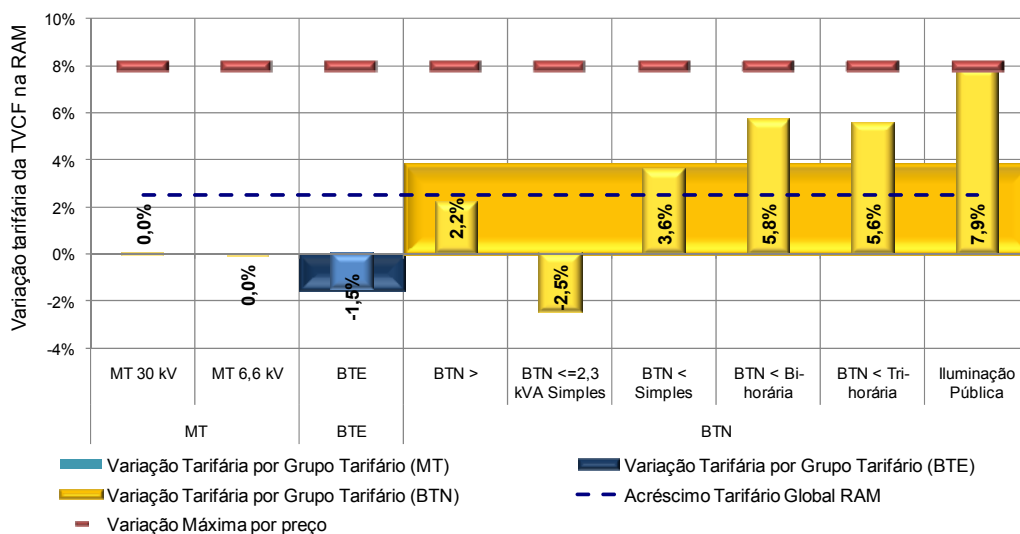 Variação tarifária da TVCF na RAM
10%
8%
6%
4%
2%
0%
-2%
-4%
0,0%
0,0%
-1,5%
2,2%
-2,5%
3,6%
5,8%
5,6%
7,9%
MT 30 kV
MT 6,6 kV
BTE
BTN >
BTN <=2,3
kVA Simples
BTN <
Simples
BTN < Bi-
horária
BTN < Tri-
horária
Iluminação
Pública
MT
BTE
BTN
Variação Tarifária por Grupo Tarifário (MT)
Variação Tarifária por Grupo Tarifário (BTE)
Variação Tarifária por Grupo Tarifário (BTN)
Acréscimo Tarifário Global RAM
Variação Máxima por preço